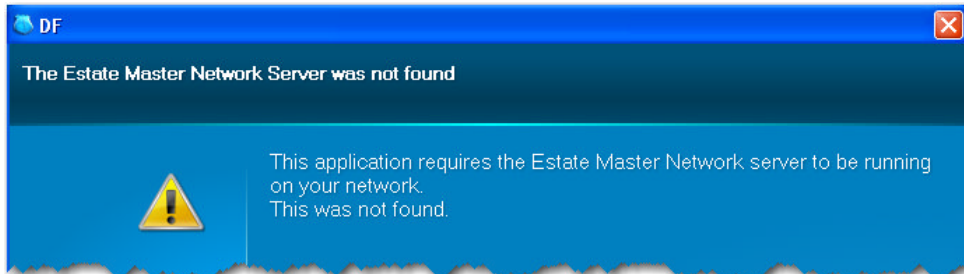 DF
The Estate Master Network Server was not found
This application requires the Estate Master Network server to be running
on your network.
This was not found.